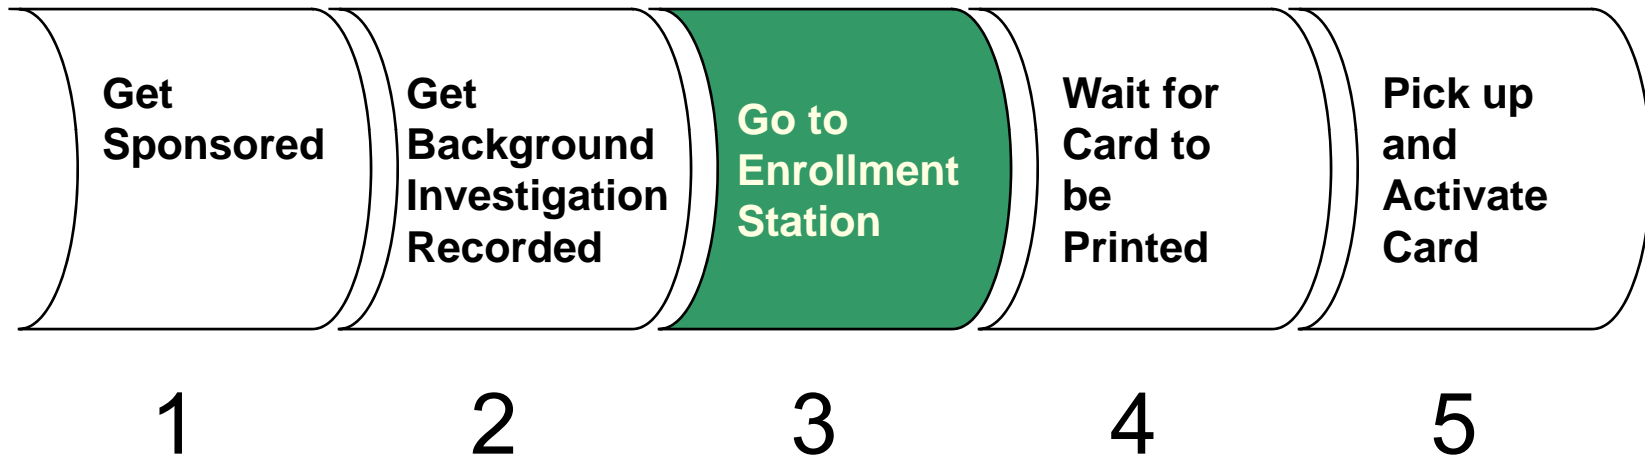 Get
Sponsored
Get
Background
Investigation
Recorded
Go to
Enrollment
Station
Wait for
Card to
be
Printed
Pick up
and
Activate
Card
1
2
3
4
5